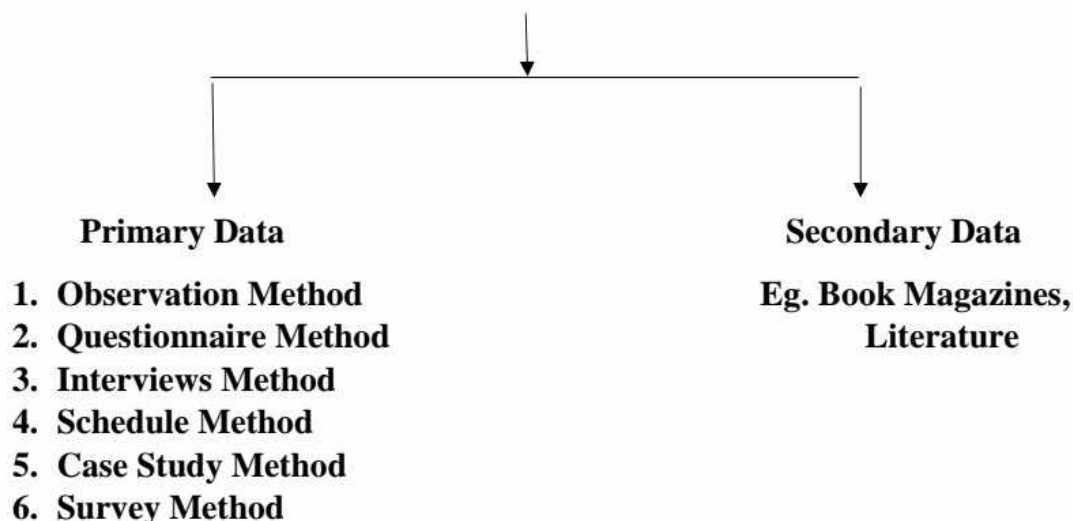 Primary Data
Secondary Data
1. Observation Method
2. Questionnaire Method
3. Interviews Method
4. Schedule Method
5. Case Study Method
6. Survey Method
Eg. Book Magazines,
Literature